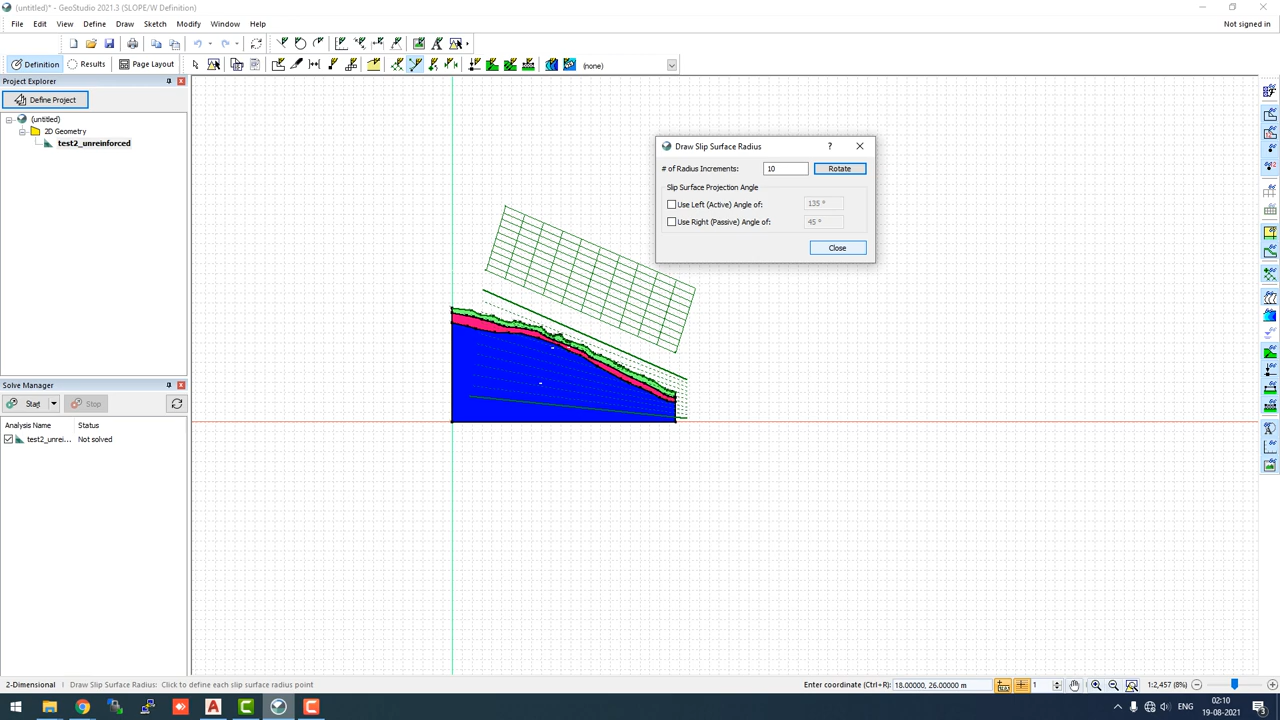 (untitled)* - GeoStudio 2021.3 (SLOPE/W Definition)
File Edit View Define Draw Sketch Modify Window Help
Not signed in
Definition Results Page Layout (none)
Project Explorer
Define Project
(untitled)
2D Geometry
test2_unreinforced
Draw Slip Surface Radius ?
# of Radius Increments: 10 Rotate
Slip Surface Projection Angle
Use Left (Active) Angle of: 135 °
Use Right (Passive) Angle of: 45 °
Close
Solve Manager
Start Stop
Analysis Name Status
test2_unrei... Not solved
2-Dimensional Draw Slip Surface Radius: Click to define each slip surface radius point Enter coordinate (Ctrl+R): 18.00000, 26.00000 m 1 1:2,457 (8%)
ENG 02:10
19-08-2021